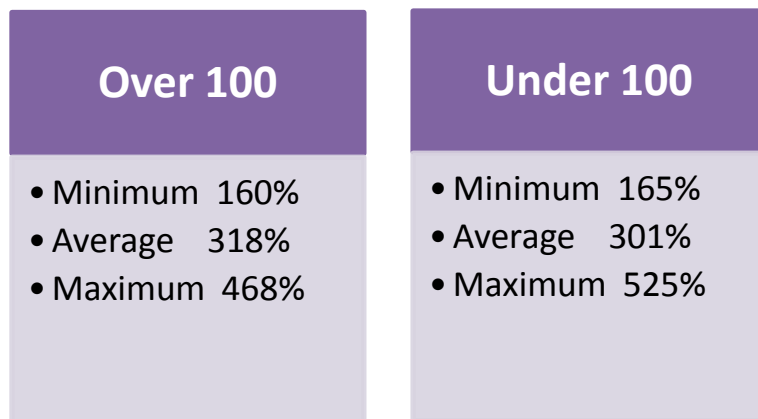 Over 100
• Minimum 160%
• Average 318%
• Maximum 468%
Under 100
• Minimum 165%
• Average 301%
• Maximum 525%